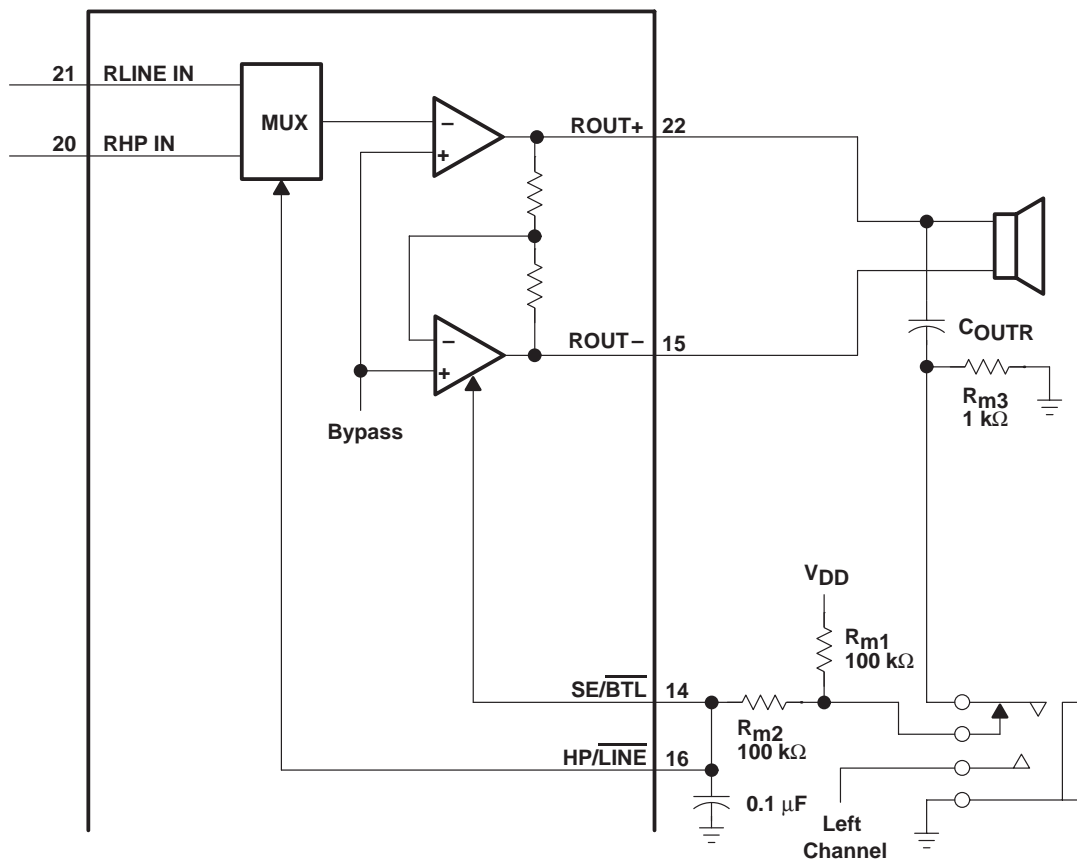 21 RLINE IN
20 RHP IN
MUX
−
+
ROUT+ 22
−
+
ROUT− 15
Bypass
COUTR
Rm3
1 kΩ
VDD
Rm1
100 kΩ
SE/BTL 14
Rm2
100 kΩ
HP/LINE 16
0.1 μF
Left
Channel